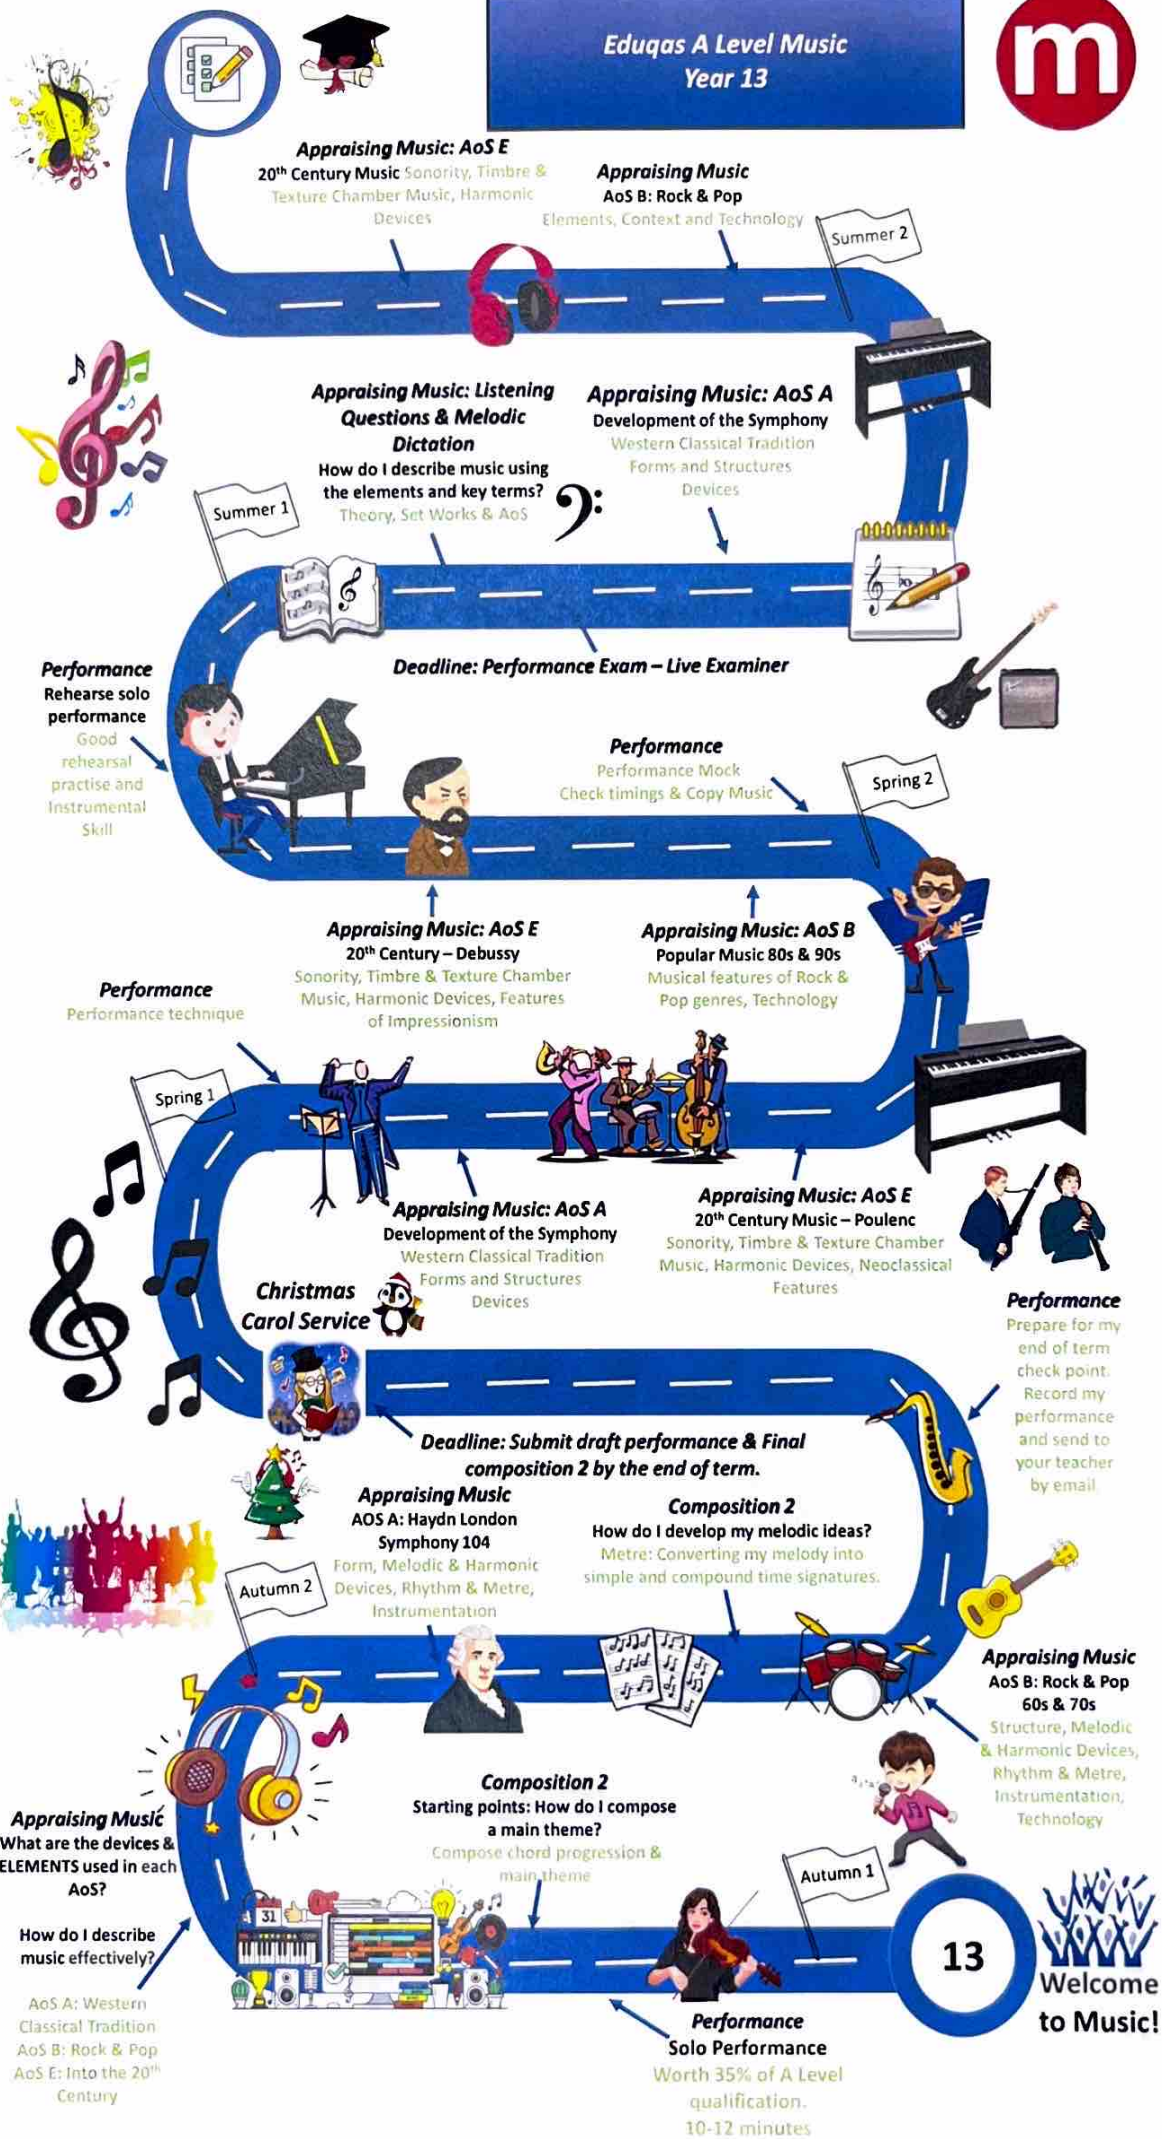 Eduqas A Level Music
Year 13
m
Appraising Music: AoS E
20th Century Music Sonority, Timbre &
Texture Chamber Music, Harmonic
Devices
Appraising Music
AoS B: Rock & Pop
Elements, Context and Technology
Summer 2
Appraising Music: Listening
Questions & Melodic
Dictation
How do I describe music using
the elements and key terms?
Theory, Set Works & AoS
Appraising Music: AoS A
Development of the Symphony
Western Classical Tradition
Forms and Structures
Devices
Summer 1
Deadline: Performance Exam – Live Examiner
Performance
Rehearse solo
performance
Good
rehearsal
practise and
Instrumental
Skill
Performance
Performance Mock
Check timings & Copy Music
Spring 2
Appraising Music: AoS E
20th Century – Debussy
Sonority, Timbre & Texture Chamber
Music, Harmonic Devices, Features
of Impressionism
Appraising Music: AoS B
Popular Music 80s & 90s
Musical features of Rock &
Pop genres, Technology
Performance
Performance technique
Spring 1
Appraising Music: AoS A
Development of the Symphony
Western Classical Tradition
Forms and Structures
Devices
Appraising Music: AoS E
20th Century Music – Poulenc
Sonority, Timbre & Texture Chamber
Music, Harmonic Devices, Neoclassical
Features
Christmas
Carol Service
Performance
Prepare for my
end of term
check point.
Record my
performance
and send to
your teacher
by email
Deadline: Submit draft performance & Final
composition 2 by the end of term.
Appraising Music
AOS A: Haydn London
Symphony 104
Form, Melodic & Harmonic
Devices, Rhythm & Metre,
Instrumentation
Composition 2
How do I develop my melodic ideas?
Metre: Converting my melody into
simple and compound time signatures.
Autumn 2
Appraising Music
AoS B: Rock & Pop
60s & 70s
Structure, Melodic
& Harmonic Devices,
Rhythm & Metre,
Instrumentation,
Technology
Composition 2
Starting points: How do I compose
a main theme?
Compose chord progression &
main theme
Appraising Music
What are the devices &
ELEMENTS used in each
AoS?
How do I describe
music effectively?
AoS A: Western
Classical Tradition
AoS B: Rock & Pop
AoS E: Into the 20th
Century
31
Autumn 1
13
Welcome
to Music!
Performance
Solo Performance
Worth 35% of A Level
qualification.
10-12 minutes